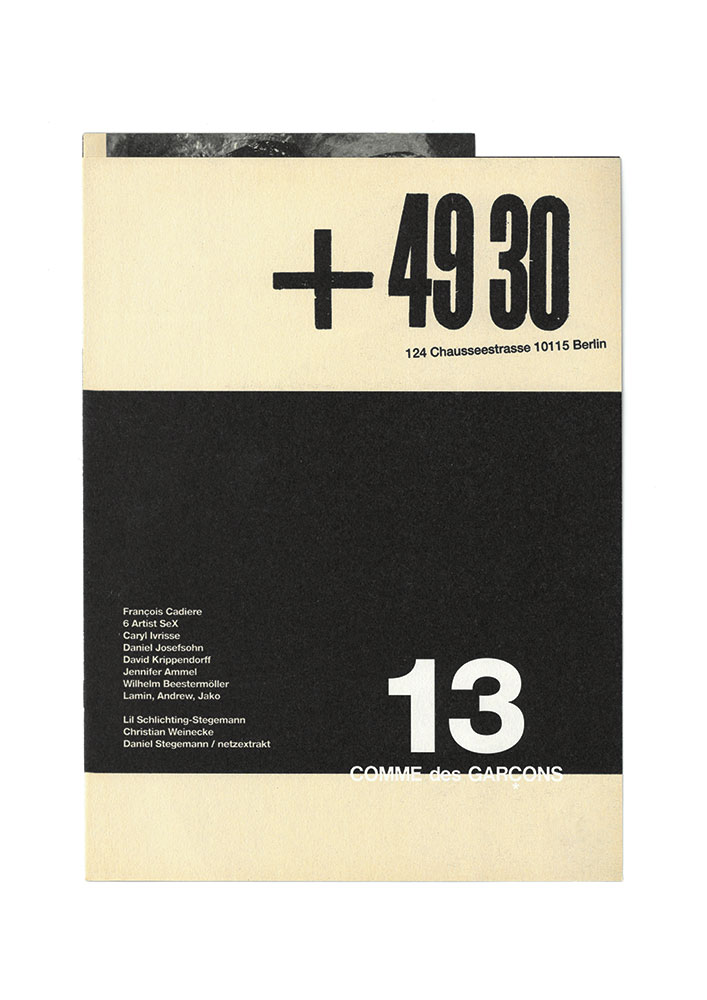 + 49 30
124 Chausseestrasse 10115 Berlin
François Cadiere
6 Artist SeX
Caryl Ivrisse
Daniel Josefsohn
David Krippendorff
Jennifer Ammel
Wilhelm Beestermöller
Lamin, Andrew, Jako
Lil Schlichting-Stegemann
Christian Weinecke
Daniel Stegemann / netzextrakt
13
COMME des GARÇONS